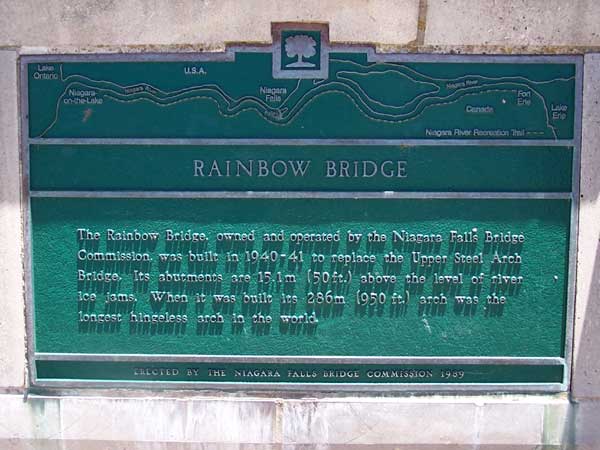 Lake
Ontario
U.S.A.
Niagara
Falls
Niagara River
Niagara
-on-the-Lake
Niagara River
Canada
Fort
Erie
Lake
Erie
Niagara River Recreation Trail
RAINBOW BRIDGE
The Rainbow Bridge, owned and operated by the Niagara Falls Bridge
Commission, was built in 1940-41 to replace the Upper Steel Arch
Bridge. Its abutments are 15.1m (50ft.) above the level of river
ice jams. When it was built its 286m (950 ft.) arch was the
longest hingeless arch in the world.
ERECTED BY THE NIAGARA FALLS BRIDGE COMMISSION 1989